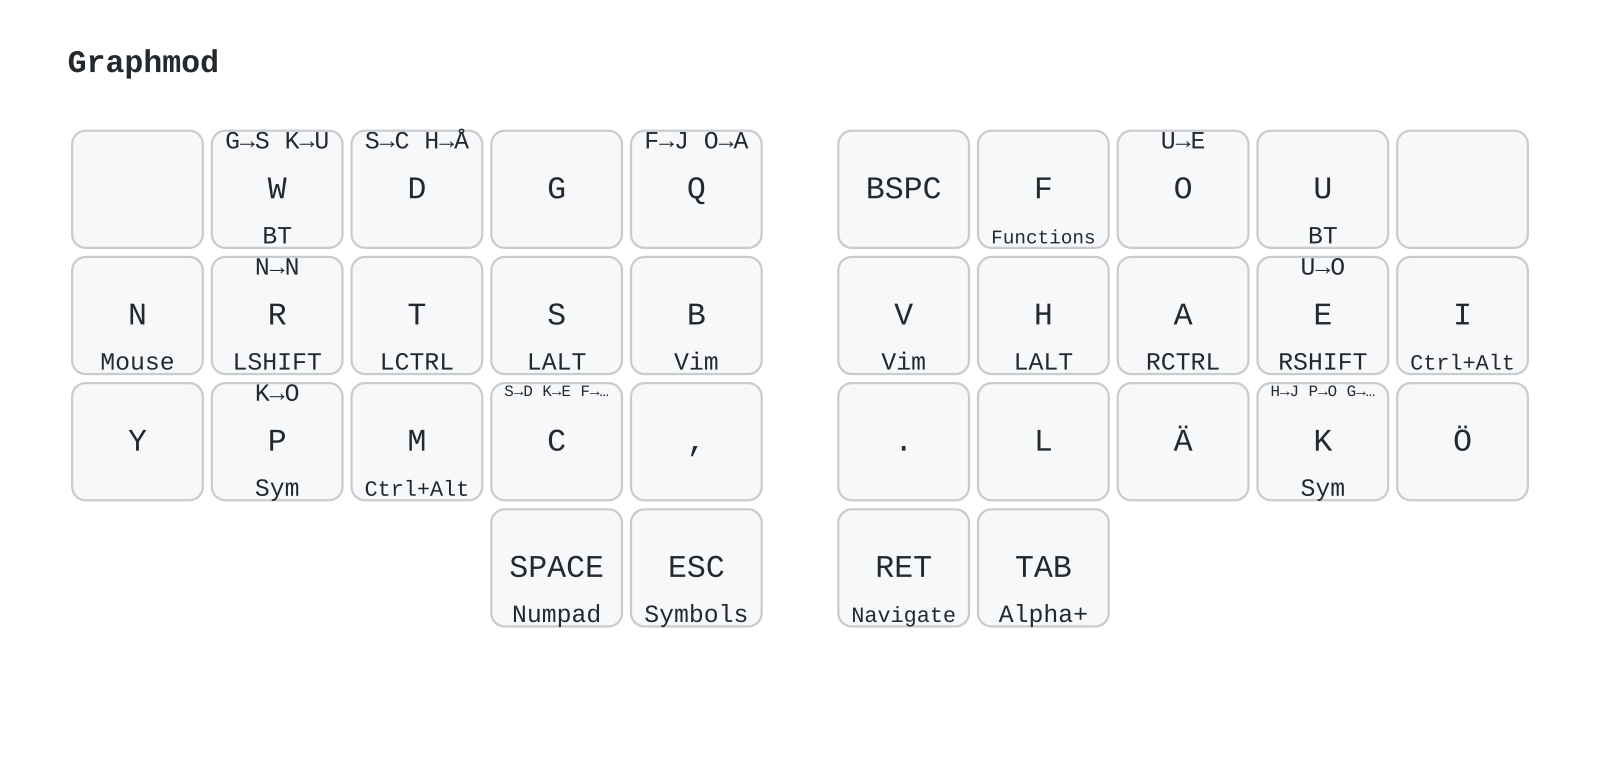 Graphmod
G→S K→U S→C H→Å F→J O→A U→E
W D G Q BSPC F O U
BT Functions BT
N→N U→O
N R T S B V H A E I
Mouse LSHIFT LCTRL LALT Vim Vim LALT RCTRL RSHIFT Ctrl+Alt
K→O S→D K→E F→… H→J P→O G→…
Y P M C , . L Ä K Ö
Sym Ctrl+Alt Sym
SPACE ESC RET TAB
Numpad Symbols Navigate Alpha+